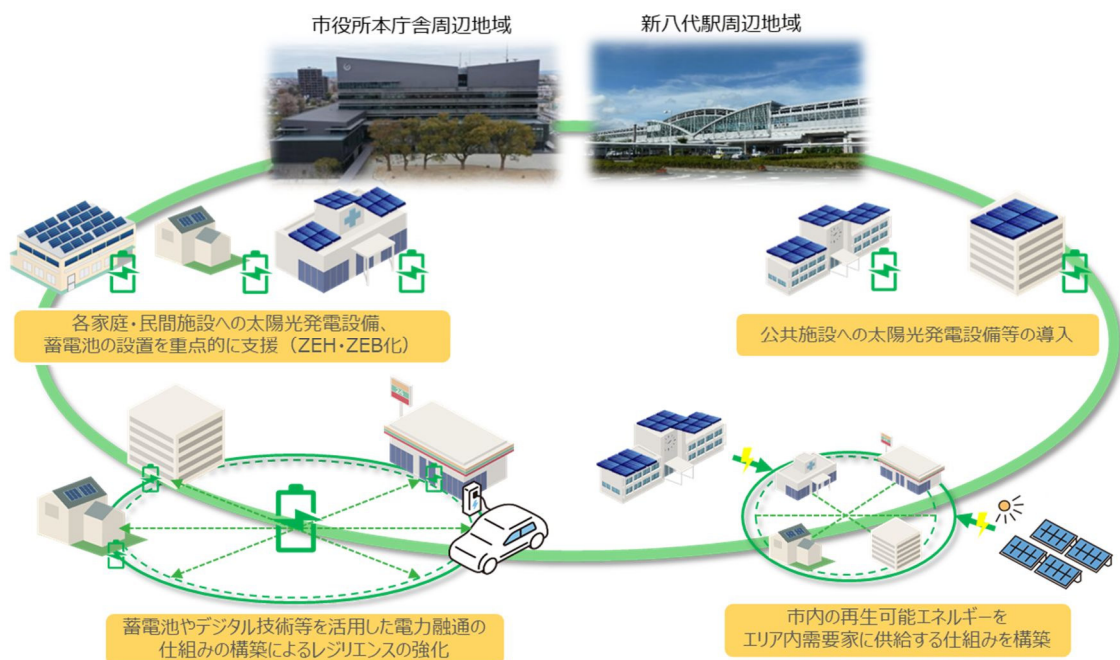 市役所本庁舎周辺地域
新八代駅周辺地域
各家庭・民間施設への太陽光発電設備、
蓄電池の設置を重点的に支援（ZEH・ZEB化）
公共施設への太陽光発電設備等の導入
蓄電池やデジタル技術等を活用した電力融通の
仕組みの構築によるレジリエンスの強化
市内の再生可能エネルギーを
エリア内需要家に供給する仕組みを構築